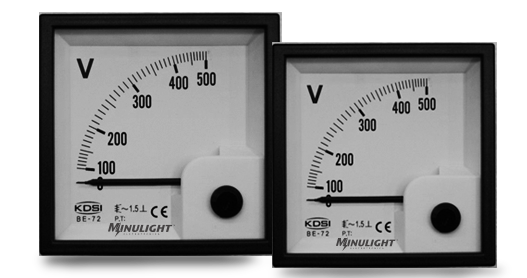 V
500
400
300
200
100
0
KDSI
BE-72
~1.5⊥
P.T:
CE
MINULIGHT
V
500
400
300
200
100
0
KDSI
BE-72
~1.5⊥
P.T:
CE
MINULIGHT